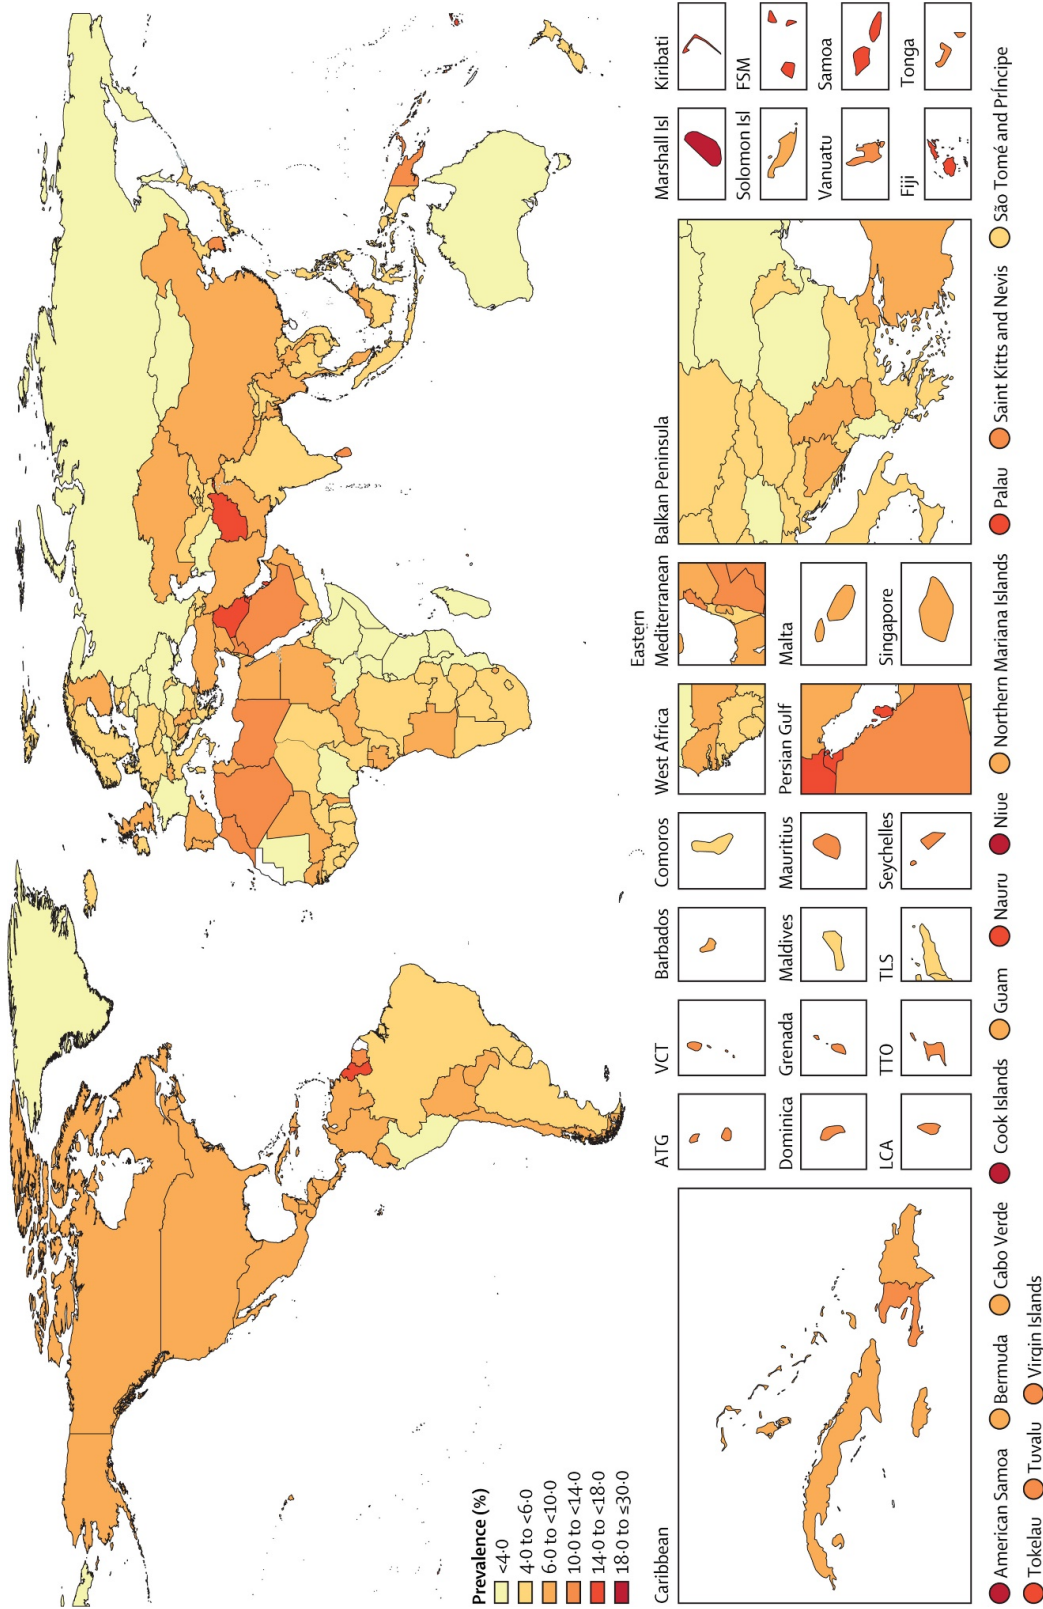 Prevalence (%)
<4·0
4·0 to <6·0
6·0 to <10·0
10·0 to <14·0
14·0 to <18·0
18·0 to ≤30·0
Caribbean
ATG
VCT
Barbados
Comoros
West Africa
Eastern
Mediterranean
Balkan Peninsula
Marshall Isl
Kiribati
Dominica
Grenada
Maldives
Mauritius
Persian Gulf
Malta
Solomon Isl
FSM
LCA
TTO
TLS
Seychelles
Singapore
Vanuatu
Samoa
Fiji
Tonga
American Samoa
Bermuda
Cabo Verde
Cook Islands
Guam
Nauru
Niue
Northern Mariana Islands
Palau
Saint Kitts and Nevis
São Tomé and Príncipe
Tokelau
Tuvalu
Virgin Islands